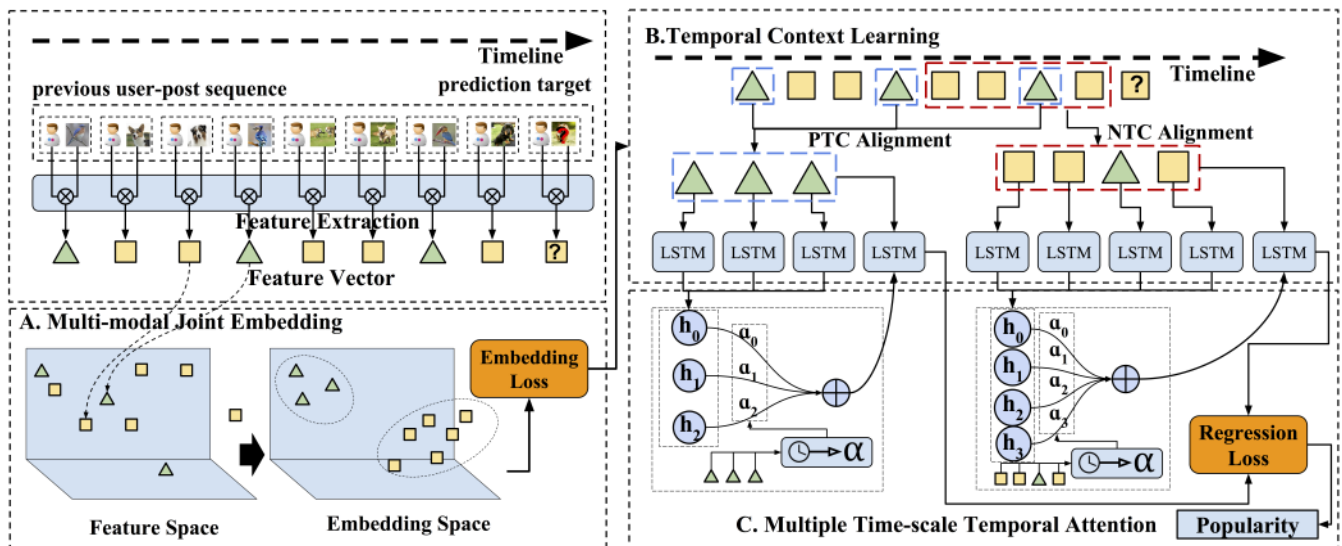 Timeline
previous user-post sequence
prediction target
?
Feature Extraction
?
Feature Vector
A. Multi-modal Joint Embedding
Embedding
Loss
Feature Space
Embedding Space
B.Temporal Context Learning
Timeline
?
PTC Alignment
NTC Alignment
LSTM LSTM LSTM LSTM
LSTM LSTM LSTM LSTM LSTM
h0
h1
h2
α0
α1
α2
α
h0
h1
h2
h3
α0
α1
α2
α3
α
Regression
Loss
C. Multiple Time-scale Temporal Attention
Popularity